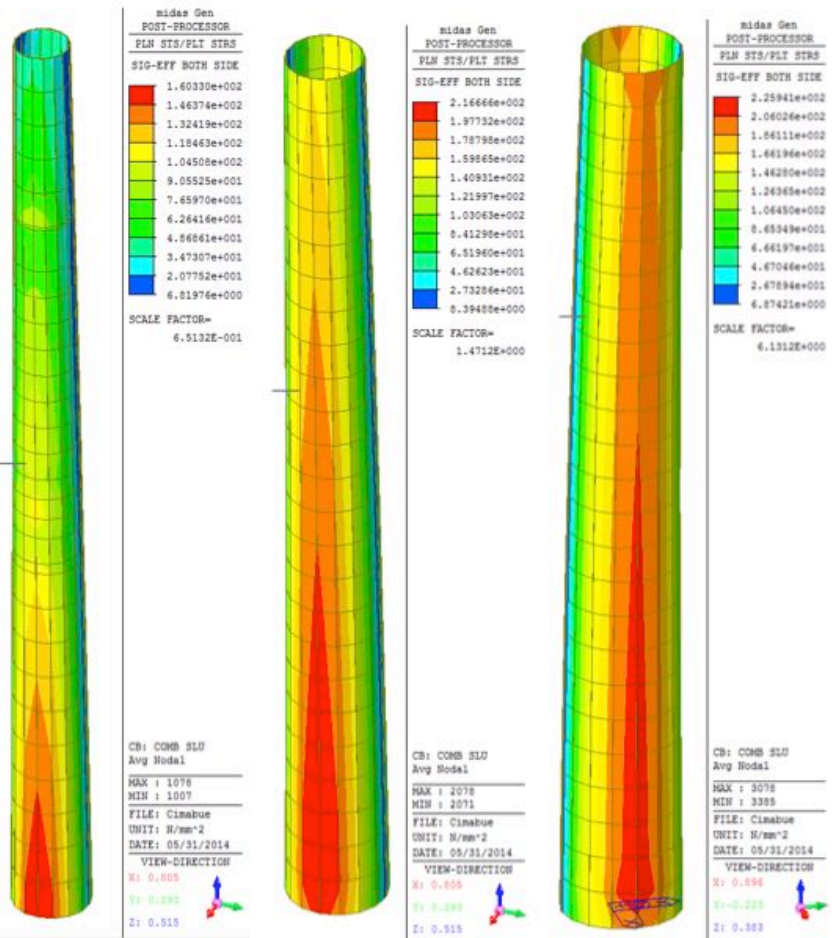 midas Gen
POST-PROCESSOR
PLN STS/PLT STRS
SIG-EFF BOTH SIDE
1.60330e+002
1.46374e+002
1.32419e+002
1.18463e+002
1.04508e+002
9.05525e+001
7.65970e+001
6.26416e+001
4.86861e+001
3.47307e+001
2.07752e+001
6.81976e+000
SCALE FACTOR=
6.5132E-001
CB: COMB SLU
Avg Nodal
MAX : 1078
MIN : 1007
FILE: Cimabue
UNIT: N/mm^2
DATE: 05/31/2014
VIEW-DIRECTION
X: 0.805
Y: 0.293
Z: 0.515
midas Gen
POST-PROCESSOR
PLN STS/PLT STRS
SIG-EFF BOTH SIDE
2.16666e+002
1.97732e+002
1.78798e+002
1.59865e+002
1.40931e+002
1.21997e+002
1.03063e+002
8.41298e+001
6.51960e+001
4.62623e+001
2.73286e+001
8.39488e+000
SCALE FACTOR=
1.4712E+000
CB: COMB SLU
Avg Nodal
MAX : 2078
MIN : 2071
FILE: Cimabue
UNIT: N/mm^2
DATE: 05/31/2014
VIEW-DIRECTION
X: 0.805
Y: 0.293
Z: 0.515
midas Gen
POST-PROCESSOR
PLN STS/PLT STRS
SIG-EFF BOTH SIDE
2.25941e+002
2.06026e+002
1.86111e+002
1.66196e+002
1.46280e+002
1.26365e+002
1.06450e+002
8.65349e+001
6.66197e+001
4.67046e+001
2.67894e+001
6.87421e+000
SCALE FACTOR=
6.1312E+000
CB: COMB SLU
Avg Nodal
MAX : 3078
MIN : 3385
FILE: Cimabue
UNIT: N/mm^2
DATE: 05/31/2014
VIEW-DIRECTION
X: 0.896
Y:-0.223
Z: 0.383